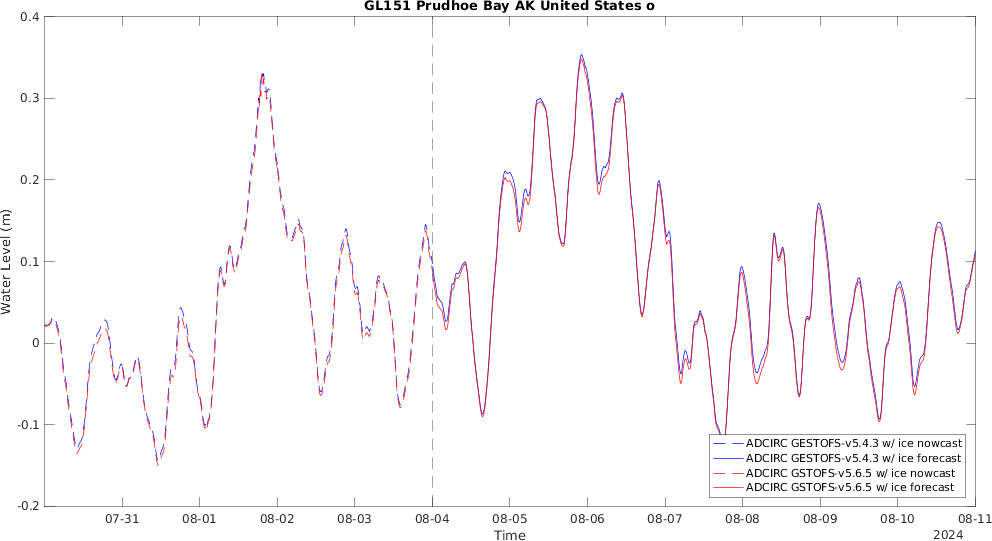 GL151 Prudhoe Bay AK United States o
0.4
0.3
0.2
0.1
0
-0.1
-0.2
Water Level (m)
07-31 08-01 08-02 08-03 08-04 08-05 08-06 08-07 08-08 08-09 08-10 08-11
Time
2024
ADCIRC GESTOFS-v5.4.3 w/ ice nowcast
ADCIRC GESTOFS-v5.4.3 w/ ice forecast
ADCIRC GSTOFS-v5.6.5 w/ ice nowcast
ADCIRC GSTOFS-v5.6.5 w/ ice forecast